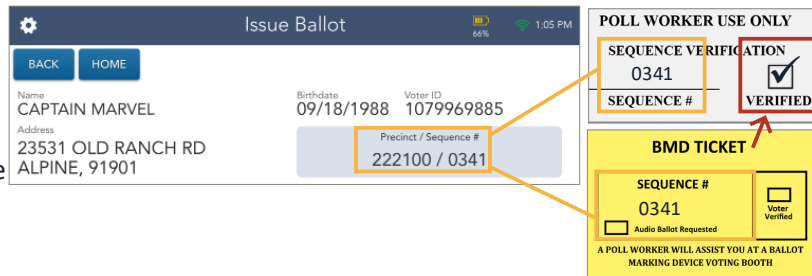 Issue Ballot
66%
1:05 PM
BACK HOME
Name
CAPTAIN MARVEL
Birthdate
09/18/1988
Voter ID
1079969885
Address
23531 OLD RANCH RD
ALPINE, 91901
Precinct / Sequence #
222100 / 0341
e
POLL WORKER USE ONLY
SEQUENCE VERIFICATION
0341
SEQUENCE #
VERIFIED
BMD TICKET
SEQUENCE #
0341
Audio Ballot Requested
Voter
Verified
A POLL WORKER WILL ASSIST YOU AT A BALLOT
MARKING DEVICE VOTING BOOTH